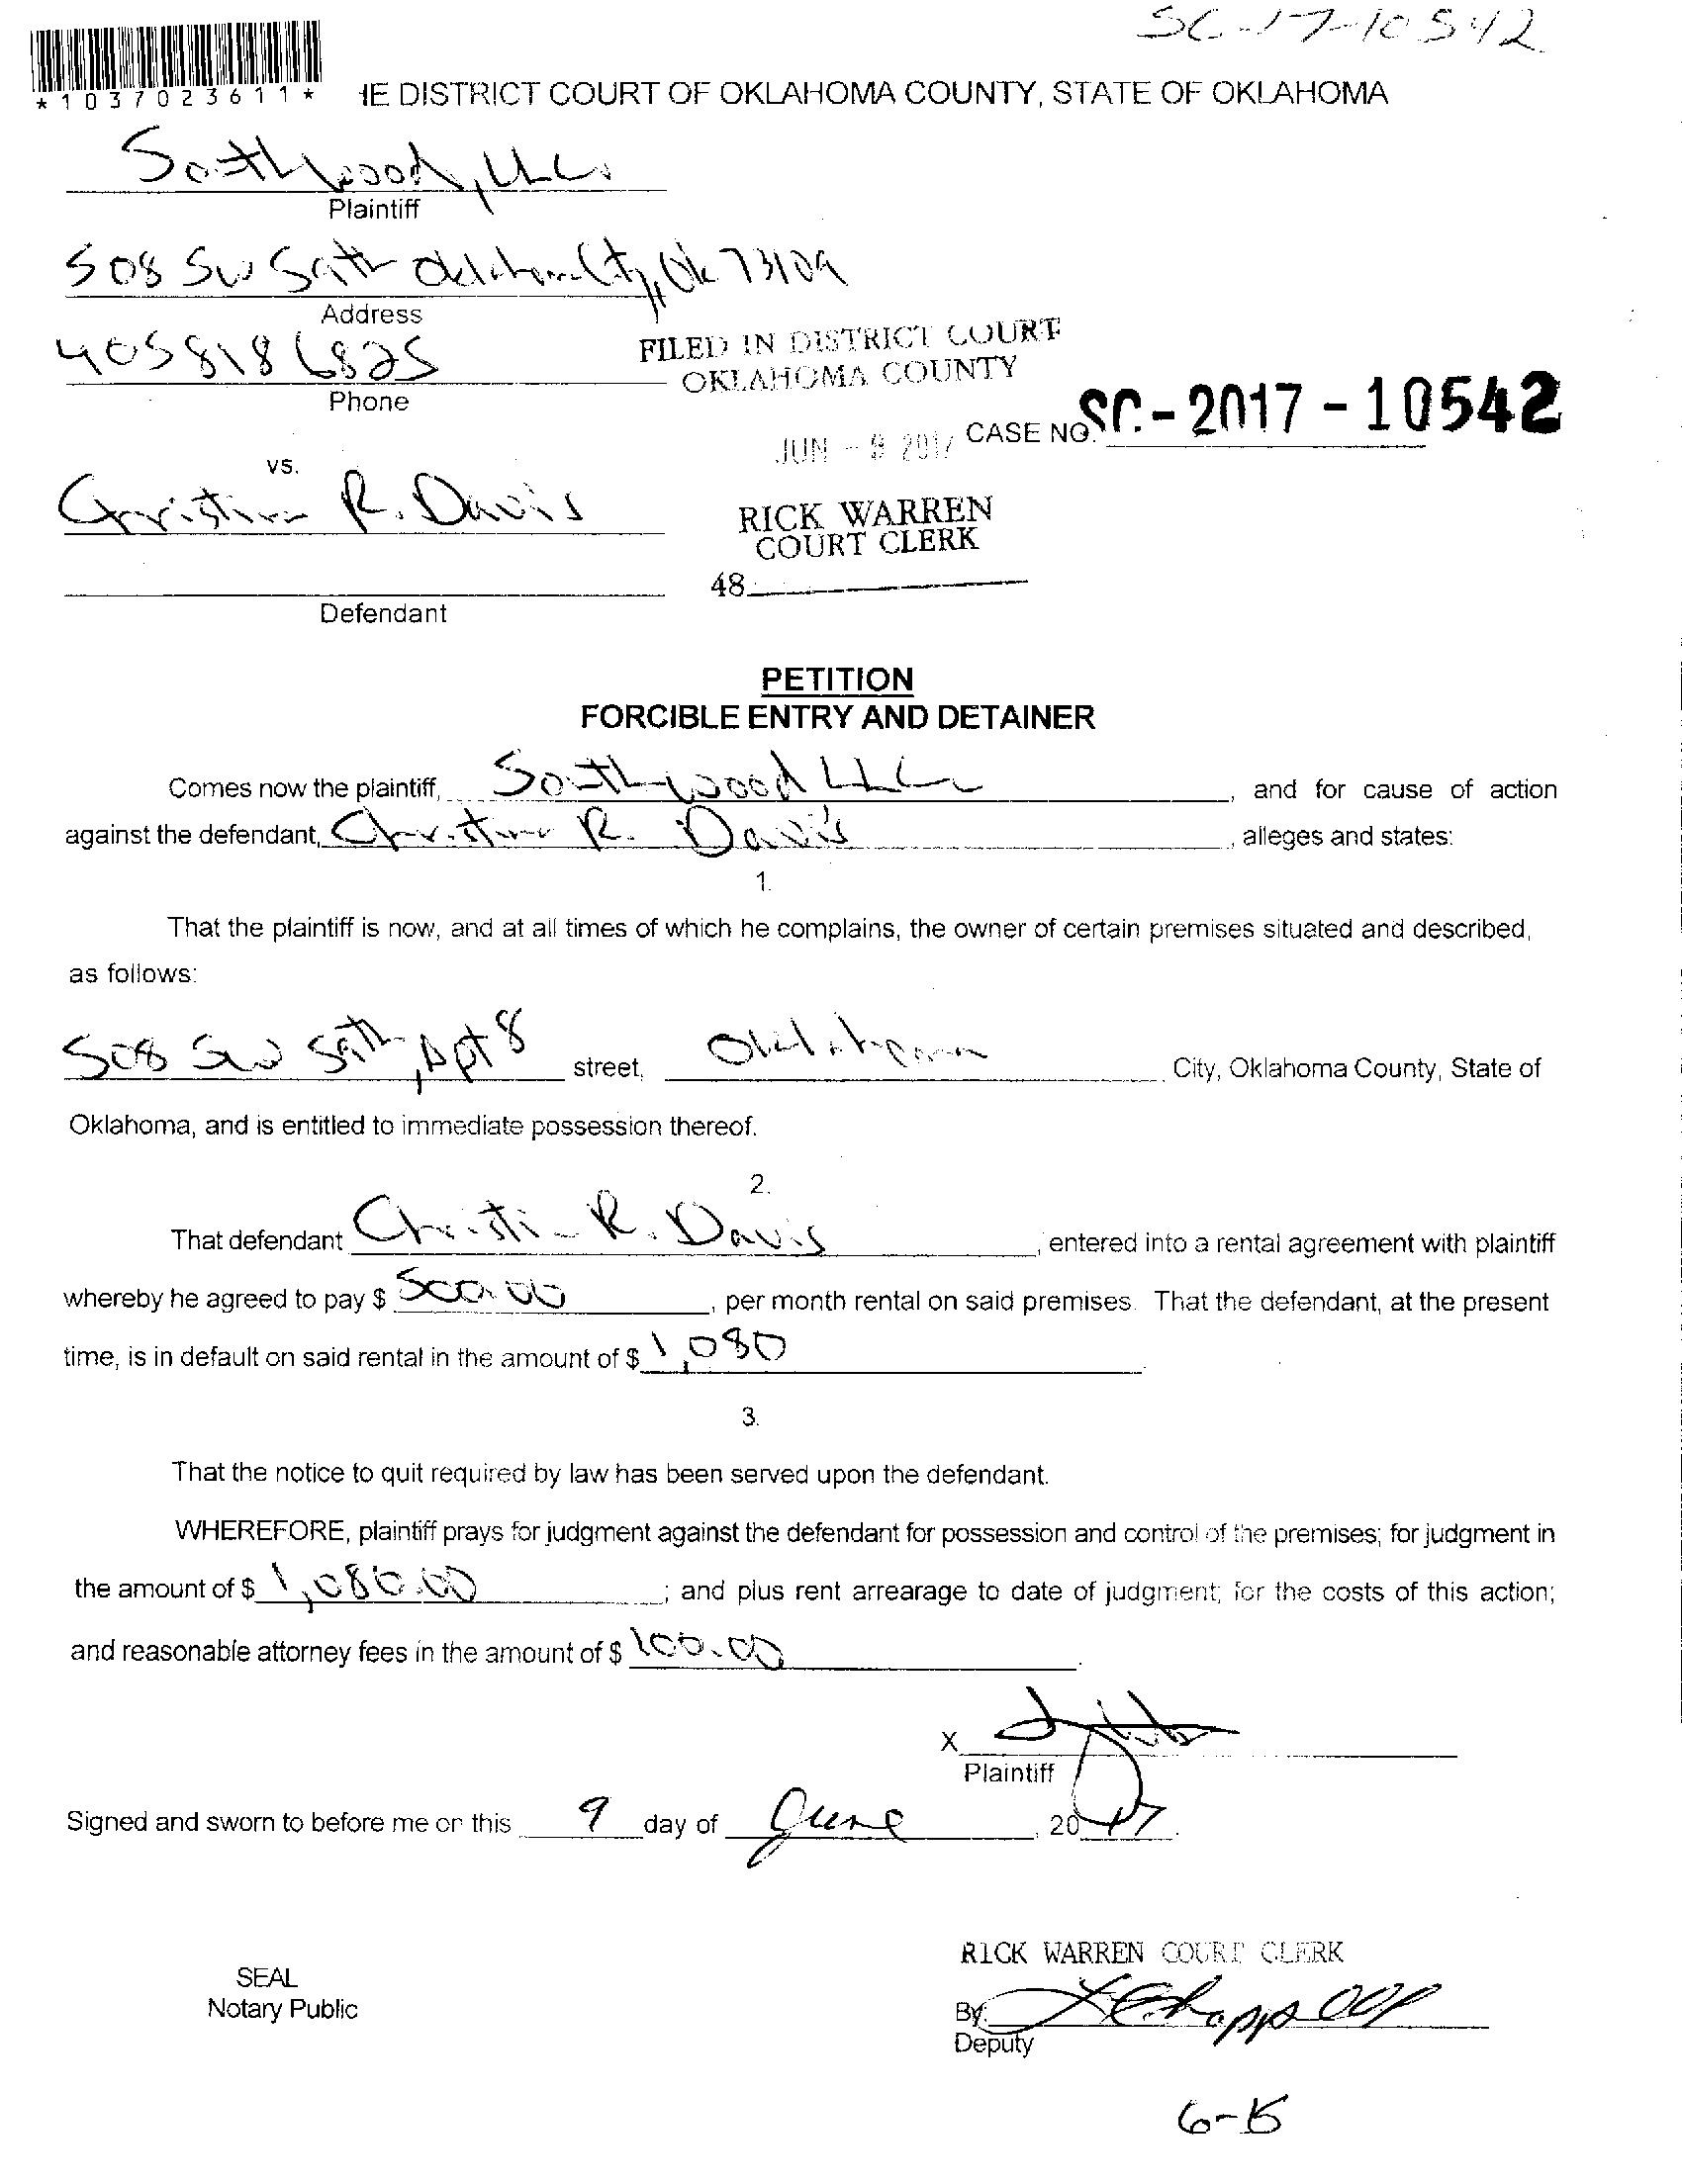 SC-17-10542
*1037023611*
HE DISTRICT COURT OF OKLAHOMA COUNTY, STATE OF OKLAHOMA
Southwood, LLC.
Plaintiff
508 SW 59th Oklahoma City, Ok 73109
Address
4058186825
Phone
FILED IN DISTRICT COURT
OKLAHOMA COUNTY
JUN - 9 2017
CASE NO. SC-2017-10542
vs.
Christina R. Davis
RICK WARREN
COURT CLERK
48
Defendant
PETITION
FORCIBLE ENTRY AND DETAINER
Comes now the plaintiff, Southwood LLC, and for cause of action
against the defendant, Christina R. Davis, alleges and states:
1.
That the plaintiff is now, and at all times of which he complains, the owner of certain premises situated and described,
as follows:
508 SW 59th, Apt 8 street, Oklahoma City, Oklahoma County, State of
Oklahoma, and is entitled to immediate possession thereof.
2.
That defendant Christina R. Davis, entered into a rental agreement with plaintiff
whereby he agreed to pay $ 500.00, per month rental on said premises. That the defendant, at the present
time, is in default on said rental in the amount of $ 1,080
3.
That the notice to quit required by law has been served upon the defendant.
WHEREFORE, plaintiff prays for judgment against the defendant for possession and control of the premises; for judgment in
the amount of $ 1,080.00; and plus rent arrearage to date of judgment; for the costs of this action;
and reasonable attorney fees in the amount of $ 100.00.
X
Plaintiff
Signed and sworn to before me on this 9 day of June, 2017.
RICK WARREN COURT CLERK
SEAL
Notary Public
By:
Deputy
6-15